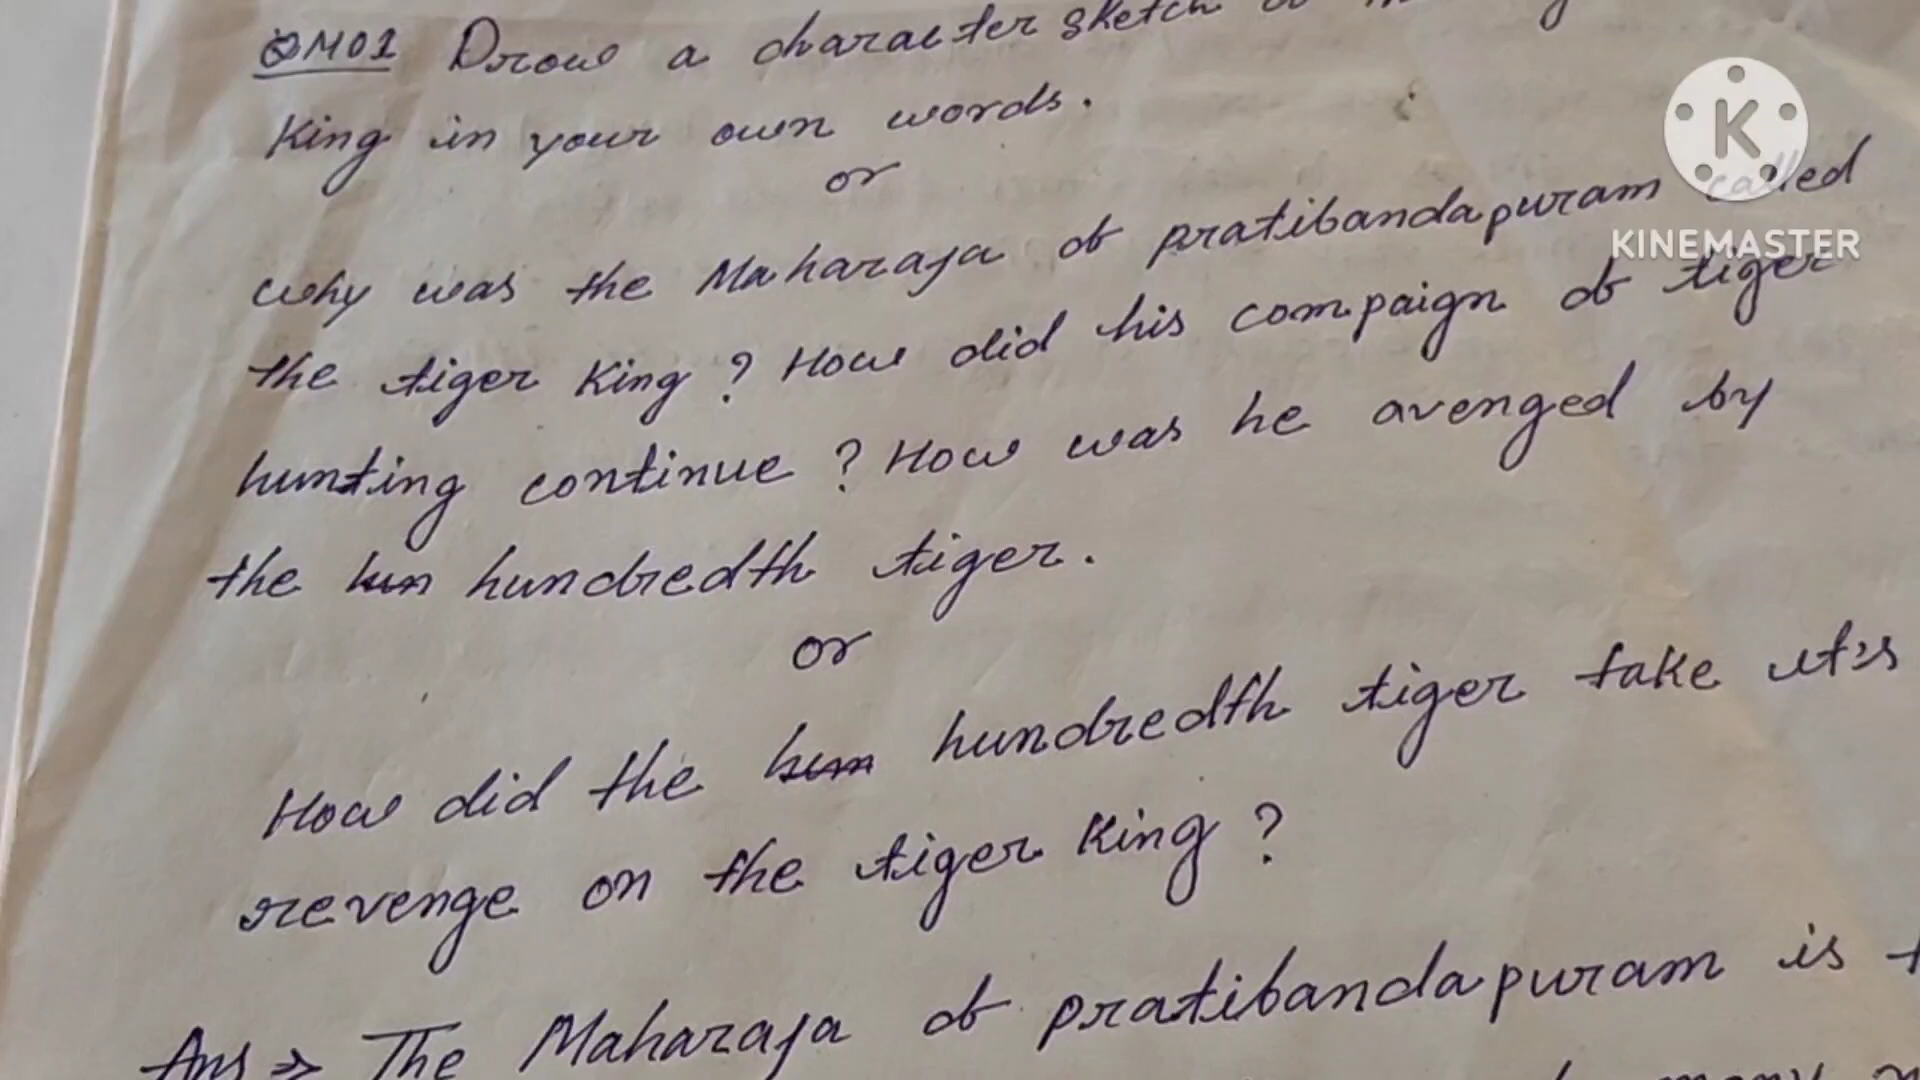 QM01 Draw a character sketch
King in your own words.
or
Why was the Maharaja of pratibandapuram called
the tiger King ? How did his compaign of tiger
hunting continue ? How was he avenged by
the hun hundredth tiger.
or
How did the hun hundredth tiger take it's
revenge on the tiger King ?
Ans ⇒ The Maharaja of pratibandapuram is
many
K
KINEMASTER